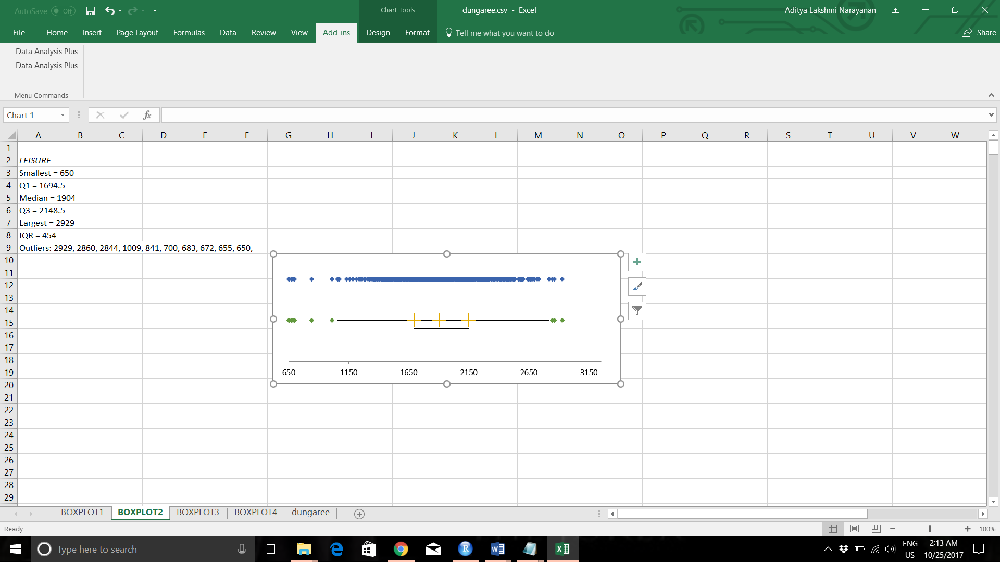 AutoSave Off
Chart Tools
dungaree.csv - Excel
Aditya Lakshmi Narayanan
File Home Insert Page Layout Formulas Data Review View Add-ins Design Format Tell me what you want to do Share
Data Analysis Plus
Data Analysis Plus
Menu Commands
Chart 1
fx
A B C D E F G H I J K L M N O P Q R S T U V W
1
2 LEISURE
3 Smallest = 650
4 Q1 = 1694.5
5 Median = 1904
6 Q3 = 2148.5
7 Largest = 2929
8 IQR = 454
9 Outliers: 2929, 2860, 2844, 1009, 841, 700, 683, 672, 655, 650,
10
11
12
13
14
15
16
17
18
19
20
21
22
23
24
25
26
27
28
29
650 1150 1650 2150 2650 3150
BOXPLOT1 BOXPLOT2 BOXPLOT3 BOXPLOT4 dungaree
Ready
100%
Type here to search
ENG
US
2:13 AM
10/25/2017